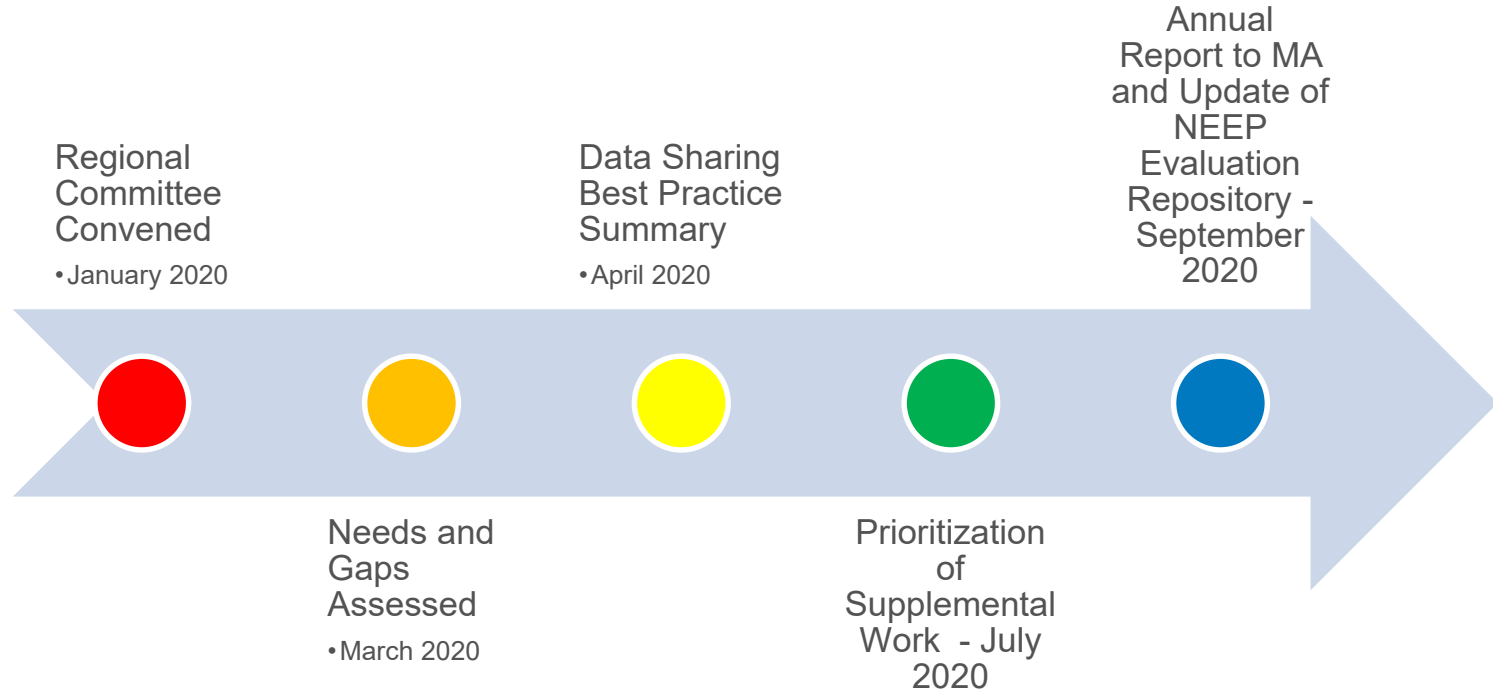 Regional
Committee
Convened
•January 2020
Needs and
Gaps
Assessed
•March 2020
Data Sharing
Best Practice
Summary
•April 2020
Prioritization
of
Supplemental
Work - July
2020
Annual
Report to MA
and Update of
NEEP
Evaluation
Repository -
September
2020